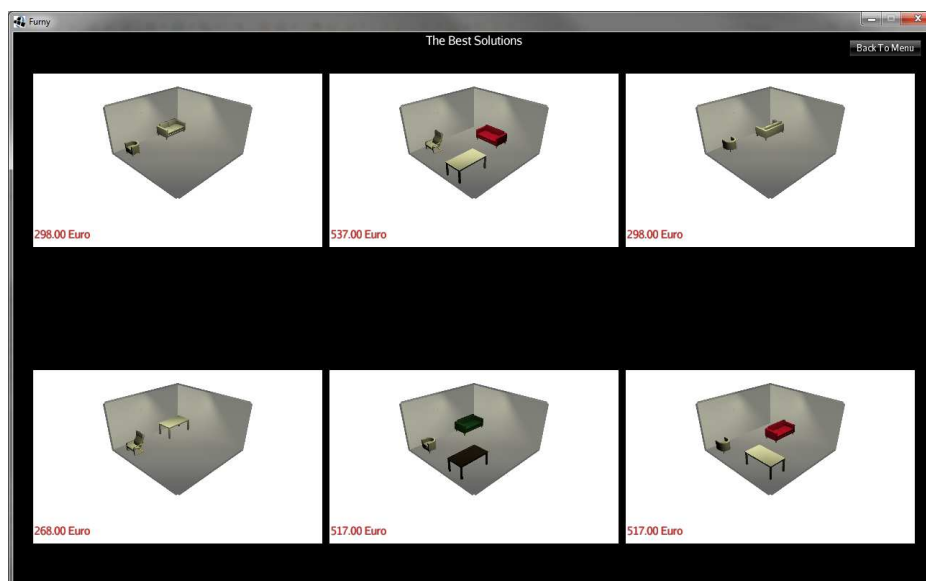 Furny
The Best Solutions
Back To Menu
298.00 Euro
537.00 Euro
298.00 Euro
268.00 Euro
517.00 Euro
517.00 Euro